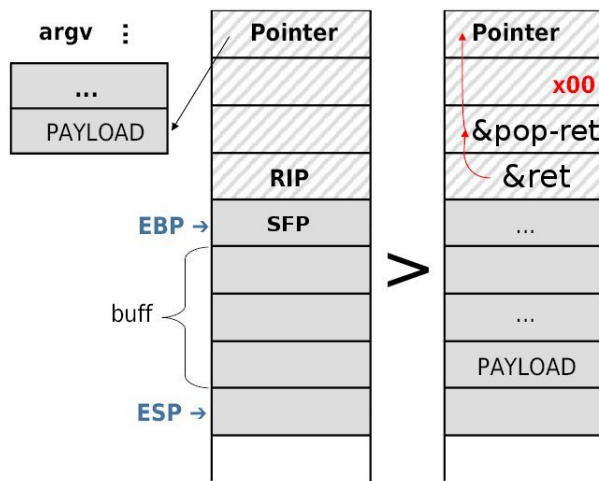 argv ⋮
...
PAYLOAD
Pointer
RIP
EBP → SFP
buff
ESP →
>
Pointer
x00
&pop-ret
&ret
...
...
PAYLOAD